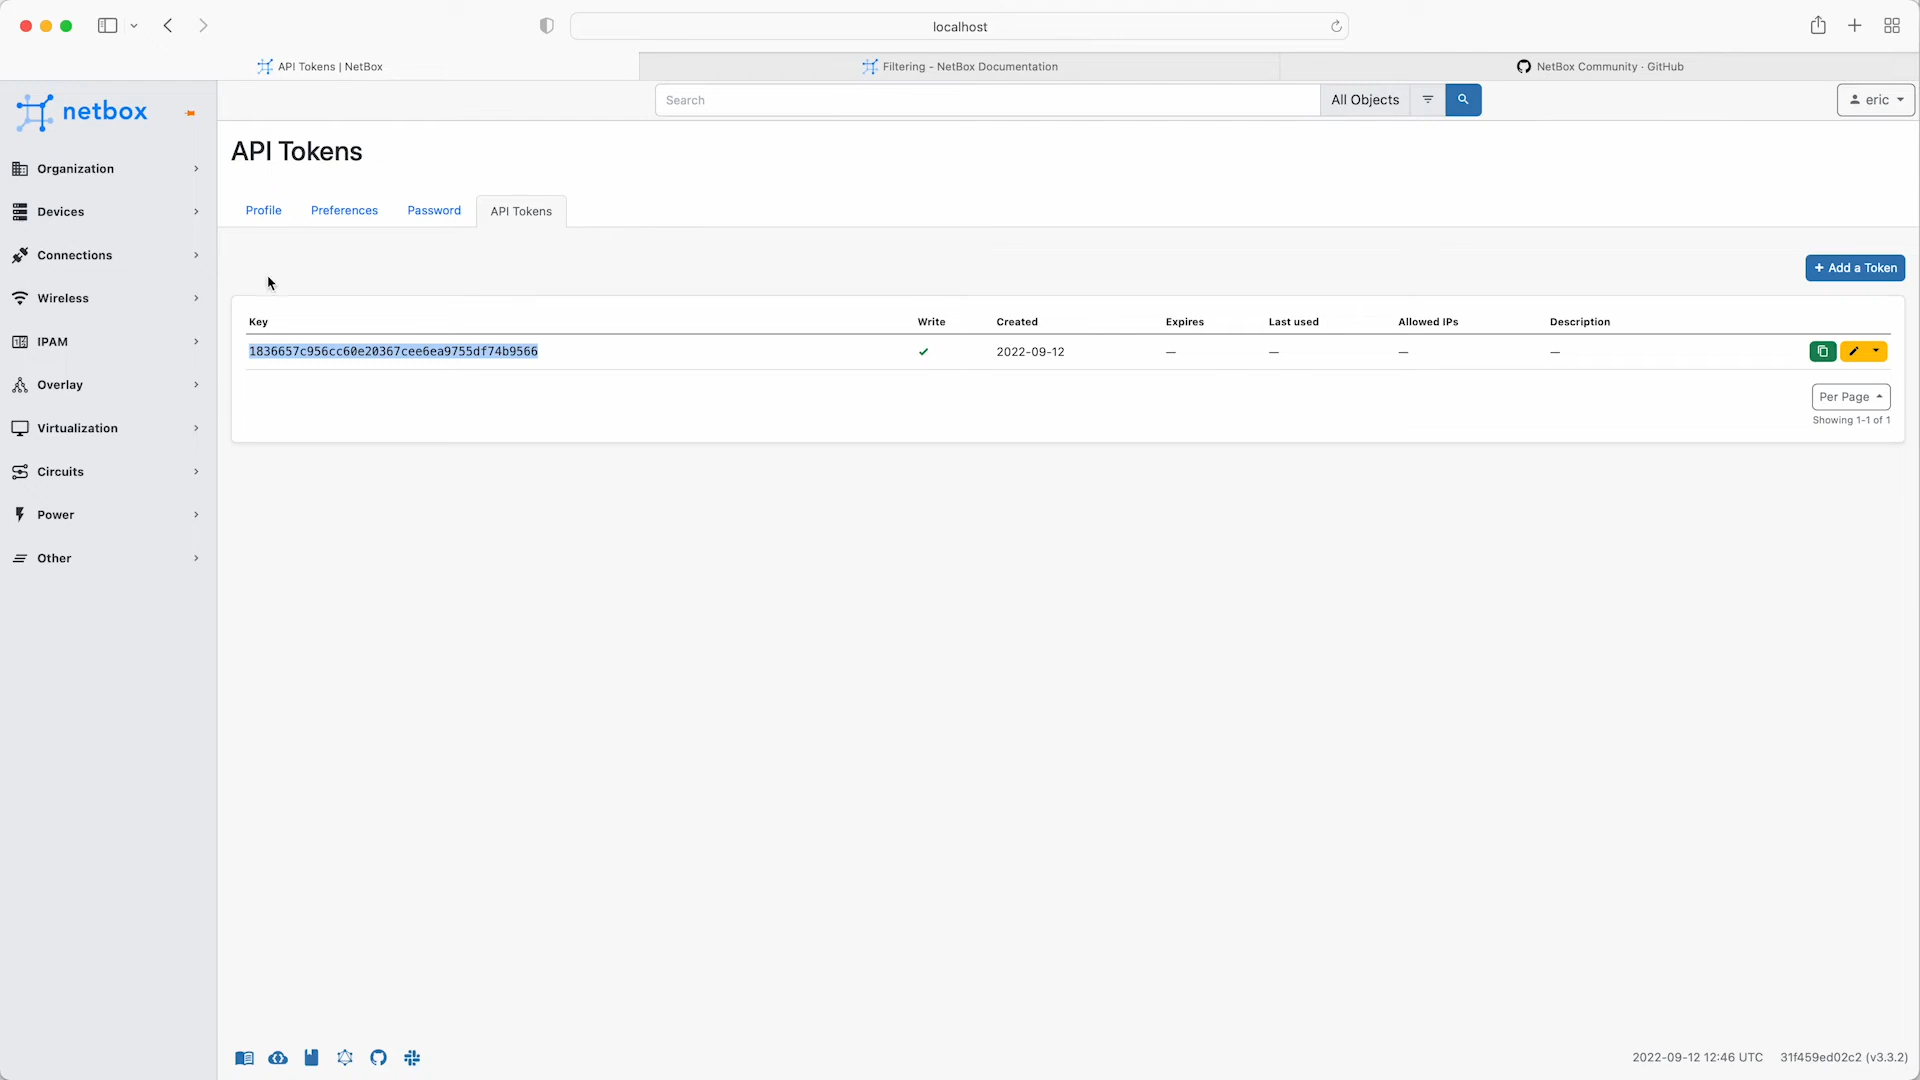 localhost
API Tokens | NetBox
Filtering - NetBox Documentation
NetBox Community · GitHub
netbox
Search
All Objects
eric
API Tokens
Organization
Devices
Connections
Wireless
IPAM
Overlay
Virtualization
Circuits
Power
Other
Profile
Preferences
Password
API Tokens
+ Add a Token
Key
Write
Created
Expires
Last used
Allowed IPs
Description
1836657c956cc60e20367cee6ea9755df74b9566
2022-09-12
—
—
—
—
Per Page
Showing 1-1 of 1
2022-09-12 12:46 UTC
31f459ed02c2 (v3.3.2)